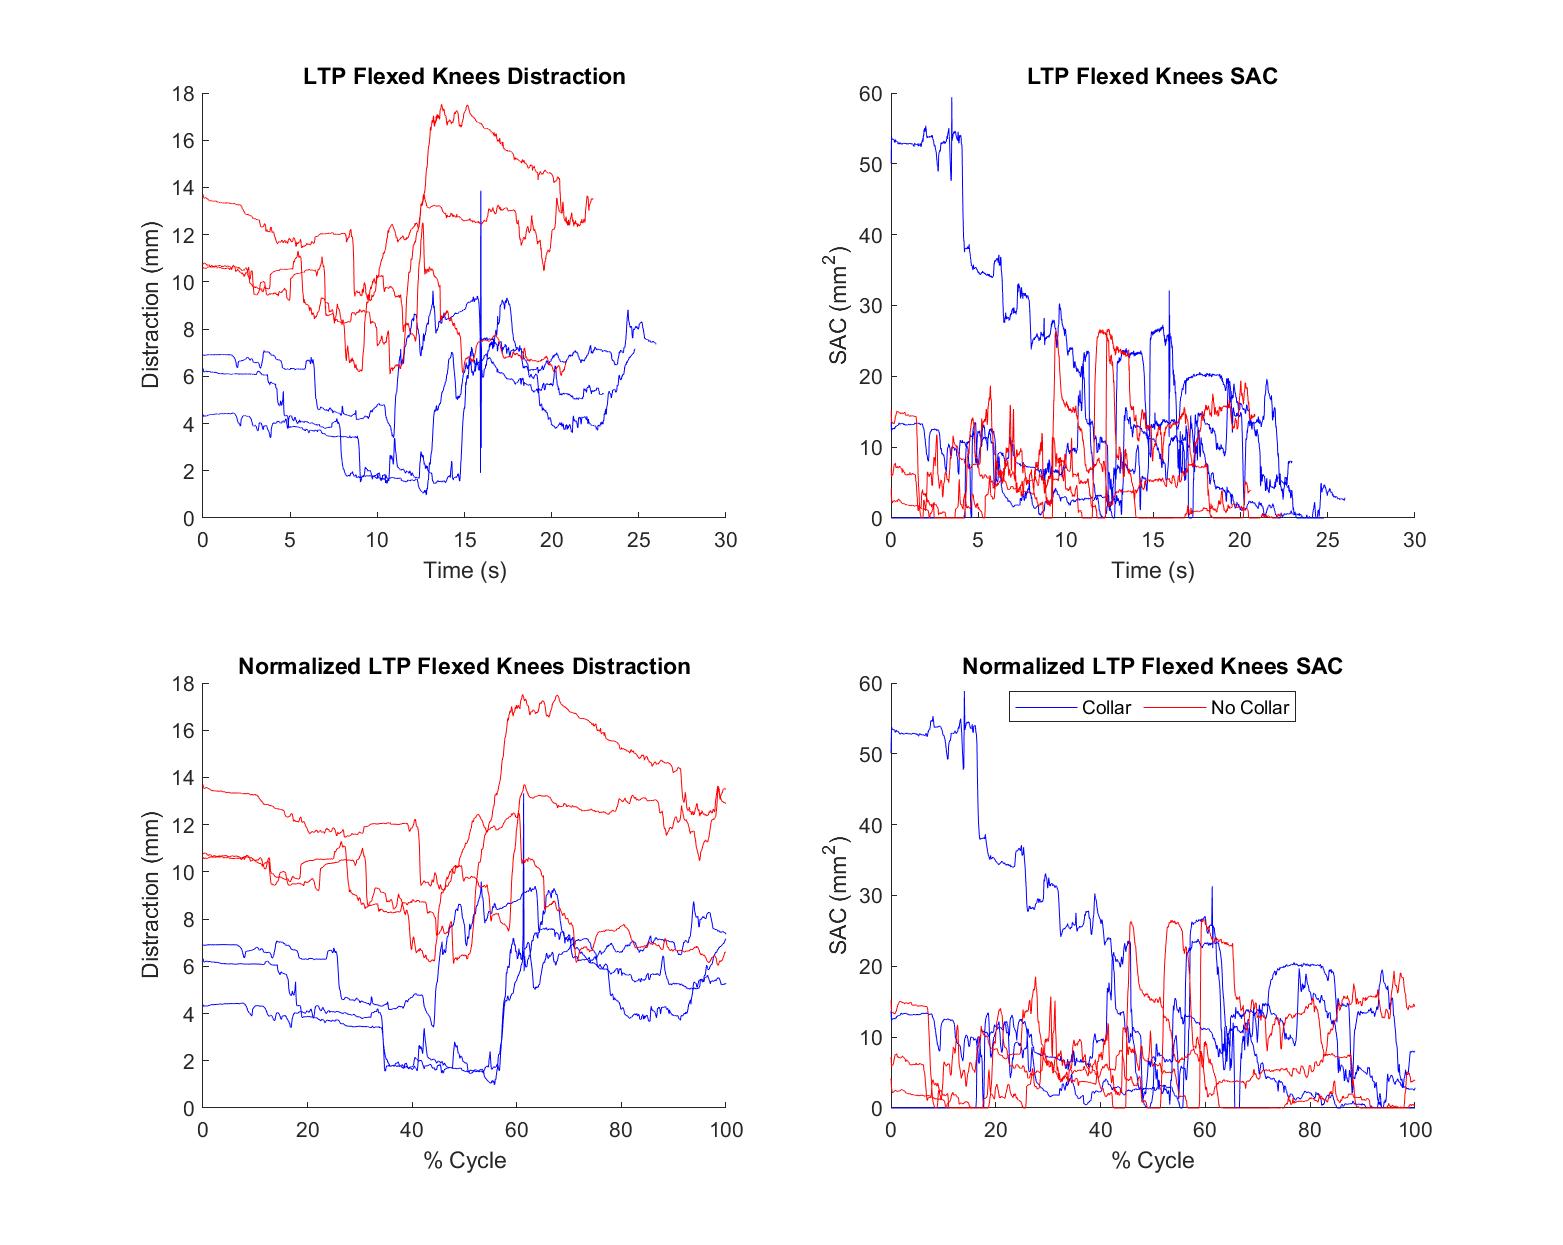 LTP Flexed Knees Distraction
18
16
14
12
10
8
6
4
2
0
Distraction (mm)
0 5 10 15 20 25 30
Time (s)
LTP Flexed Knees SAC
60
50
40
30
20
10
0
SAC (mm²)
0 5 10 15 20 25 30
Time (s)
Normalized LTP Flexed Knees Distraction
18
16
14
12
10
8
6
4
2
0
Distraction (mm)
0 20 40 60 80 100
% Cycle
Normalized LTP Flexed Knees SAC
Collar No Collar
60
50
40
30
20
10
0
SAC (mm²)
0 20 40 60 80 100
% Cycle